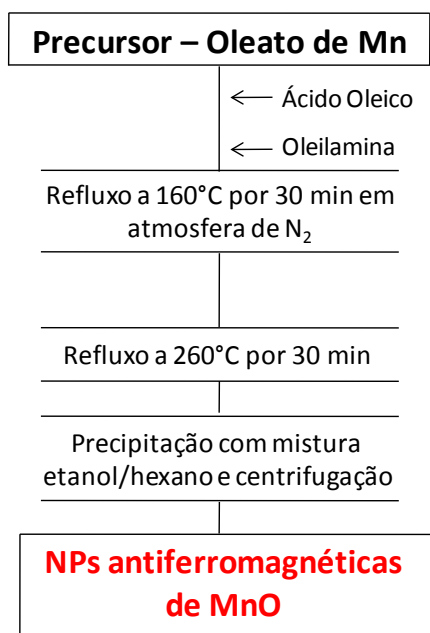 Precursor – Oleato de Mn
Ácido Oleico
Oleilamina
Refluxo a 160°C por 30 min em
atmosfera de N₂
Refluxo a 260°C por 30 min
Precipitação com mistura
etanol/hexano e centrifugação
NPs antiferromagnéticas
de MnO